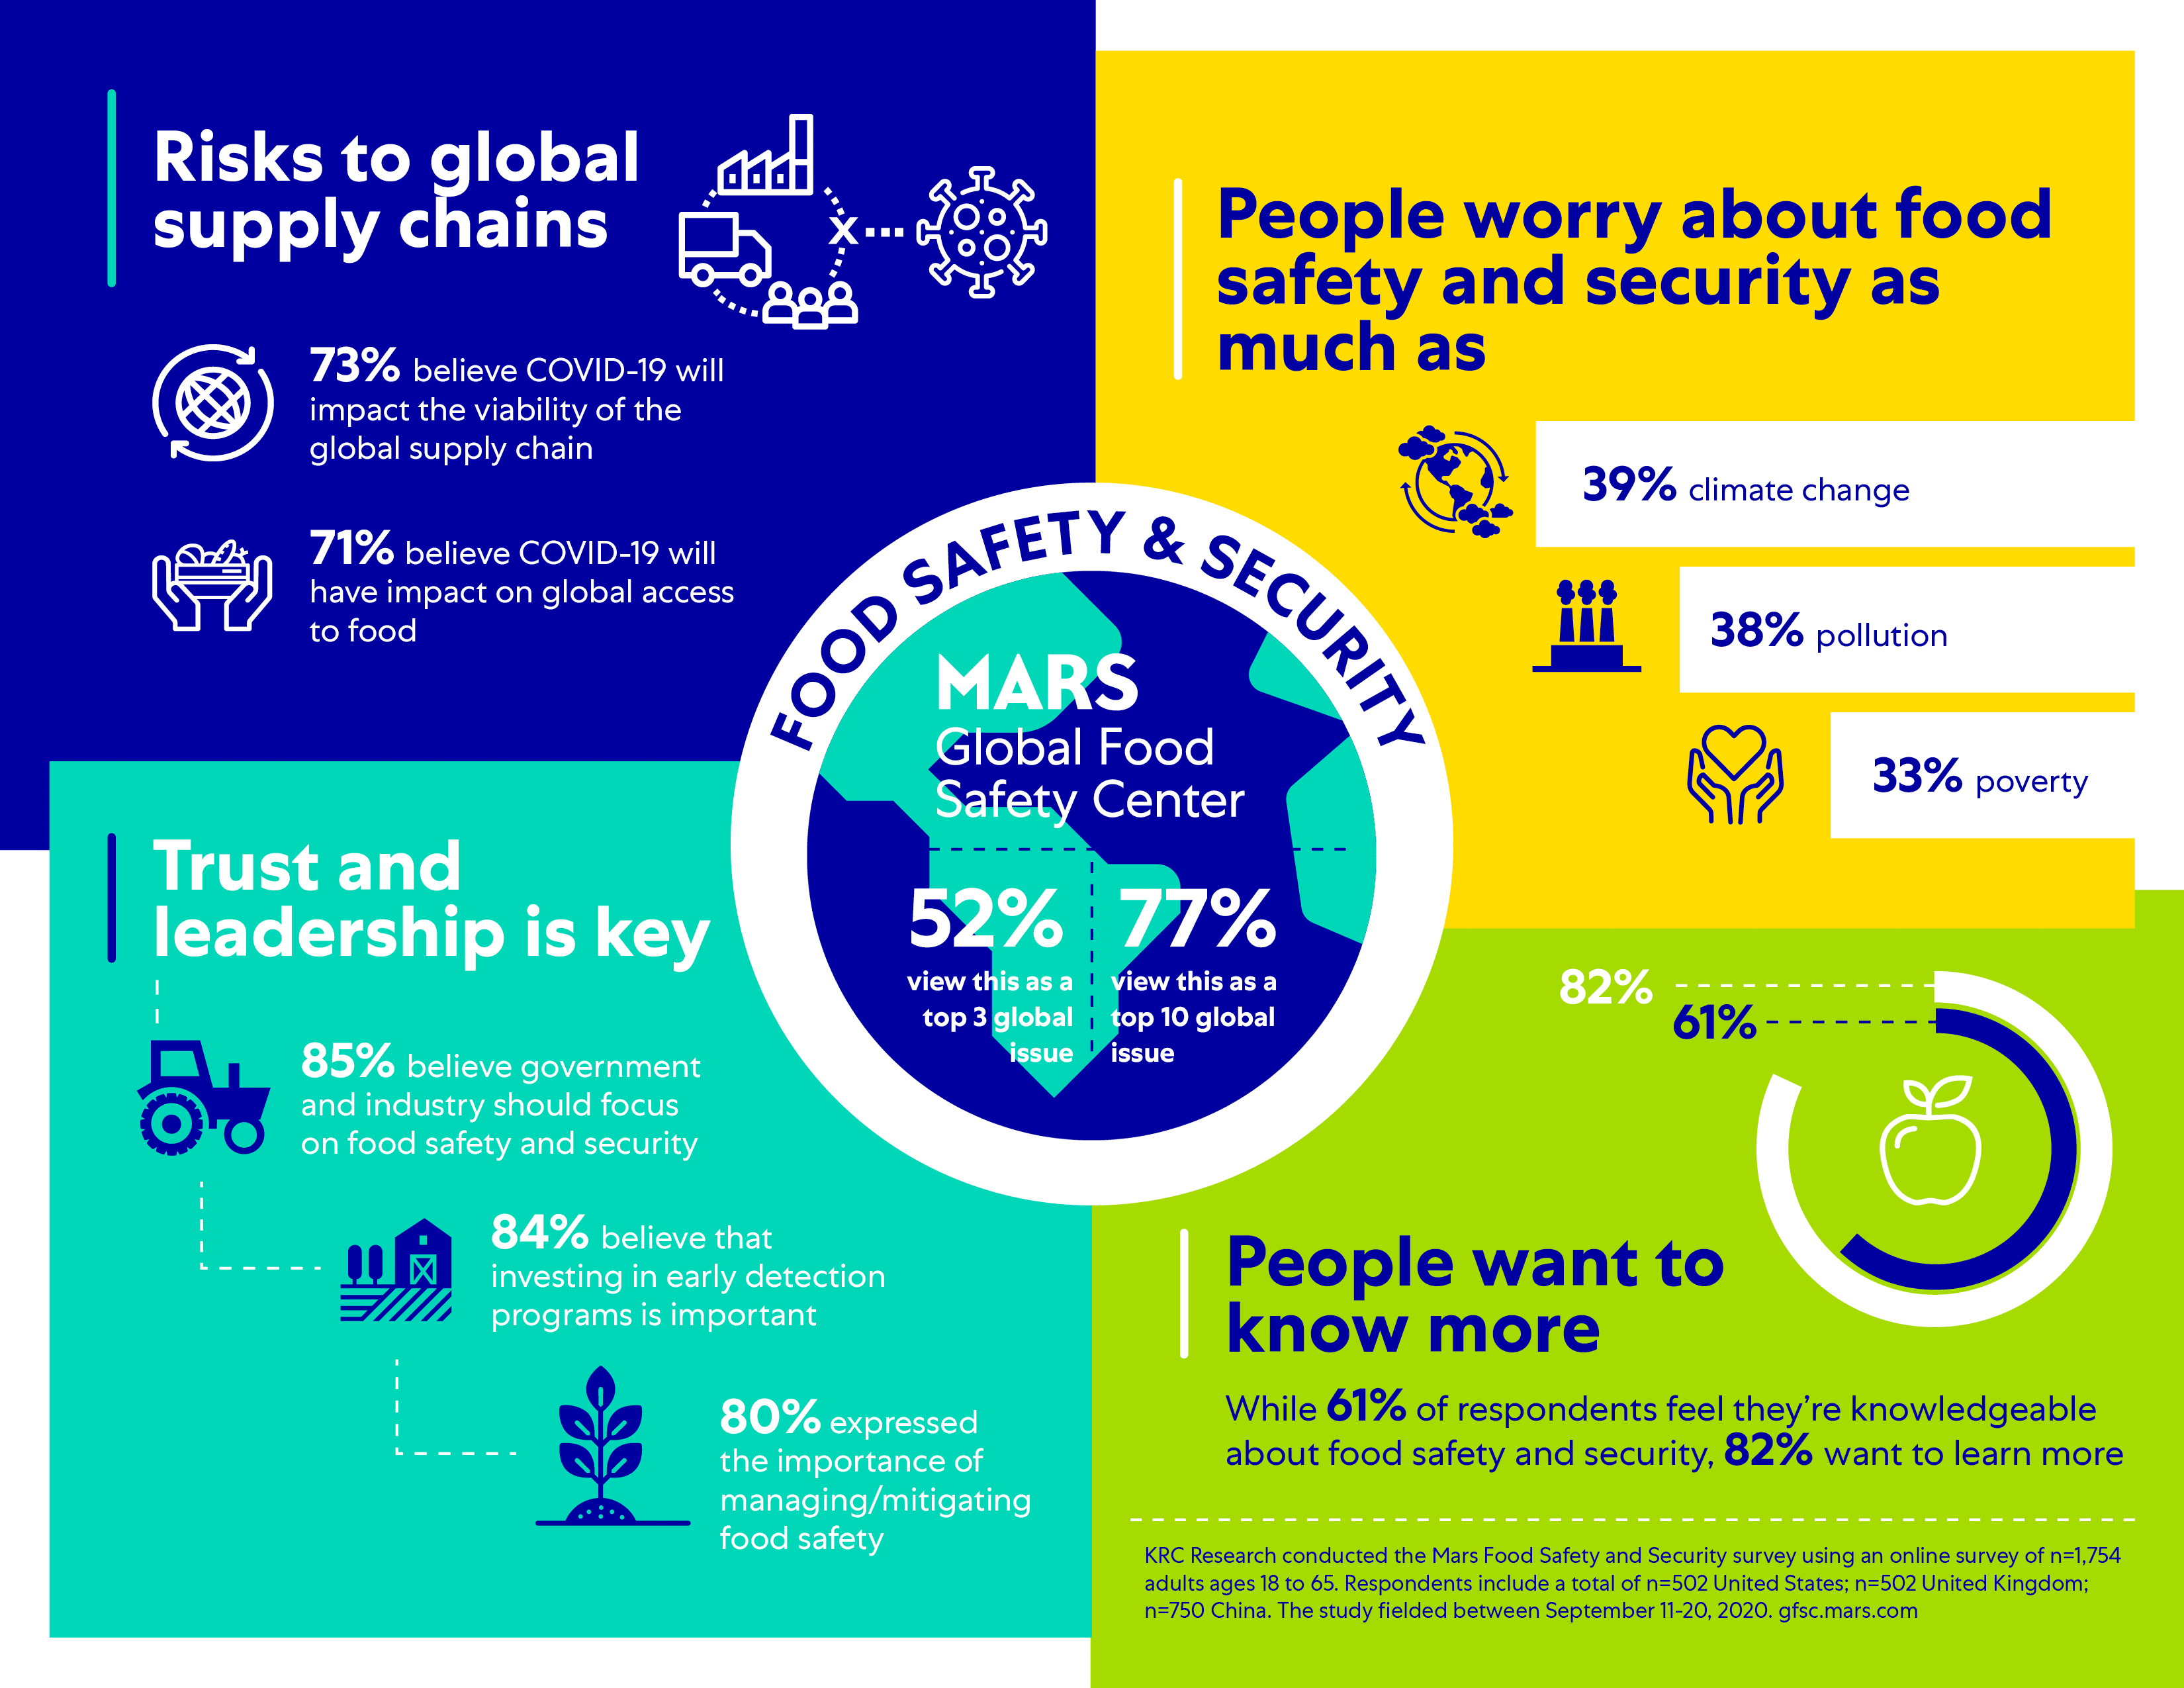 Risks to global
supply chains
x
73% believe COVID-19 will
impact the viability of the
global supply chain
71% believe COVID-19 will
have impact on global access
to food
People worry about food
safety and security as
much as
39% climate change
38% pollution
33% poverty
FOOD SAFETY & SECURITY
MARS
Global Food
Safety Center
52%
view this as a
top 3 global
issue
77%
view this as a
top 10 global
issue
Trust and
leadership is key
85% believe government
and industry should focus
on food safety and security
84% believe that
investing in early detection
programs is important
80% expressed
the importance of
managing/mitigating
food safety
82%
61%
People want to
know more
While 61% of respondents feel they're knowledgeable
about food safety and security, 82% want to learn more
KRC Research conducted the Mars Food Safety and Security survey using an online survey of n=1,754
adults ages 18 to 65. Respondents include a total of n=502 United States; n=502 United Kingdom;
n=750 China. The study fielded between September 11-20, 2020. gfsc.mars.com